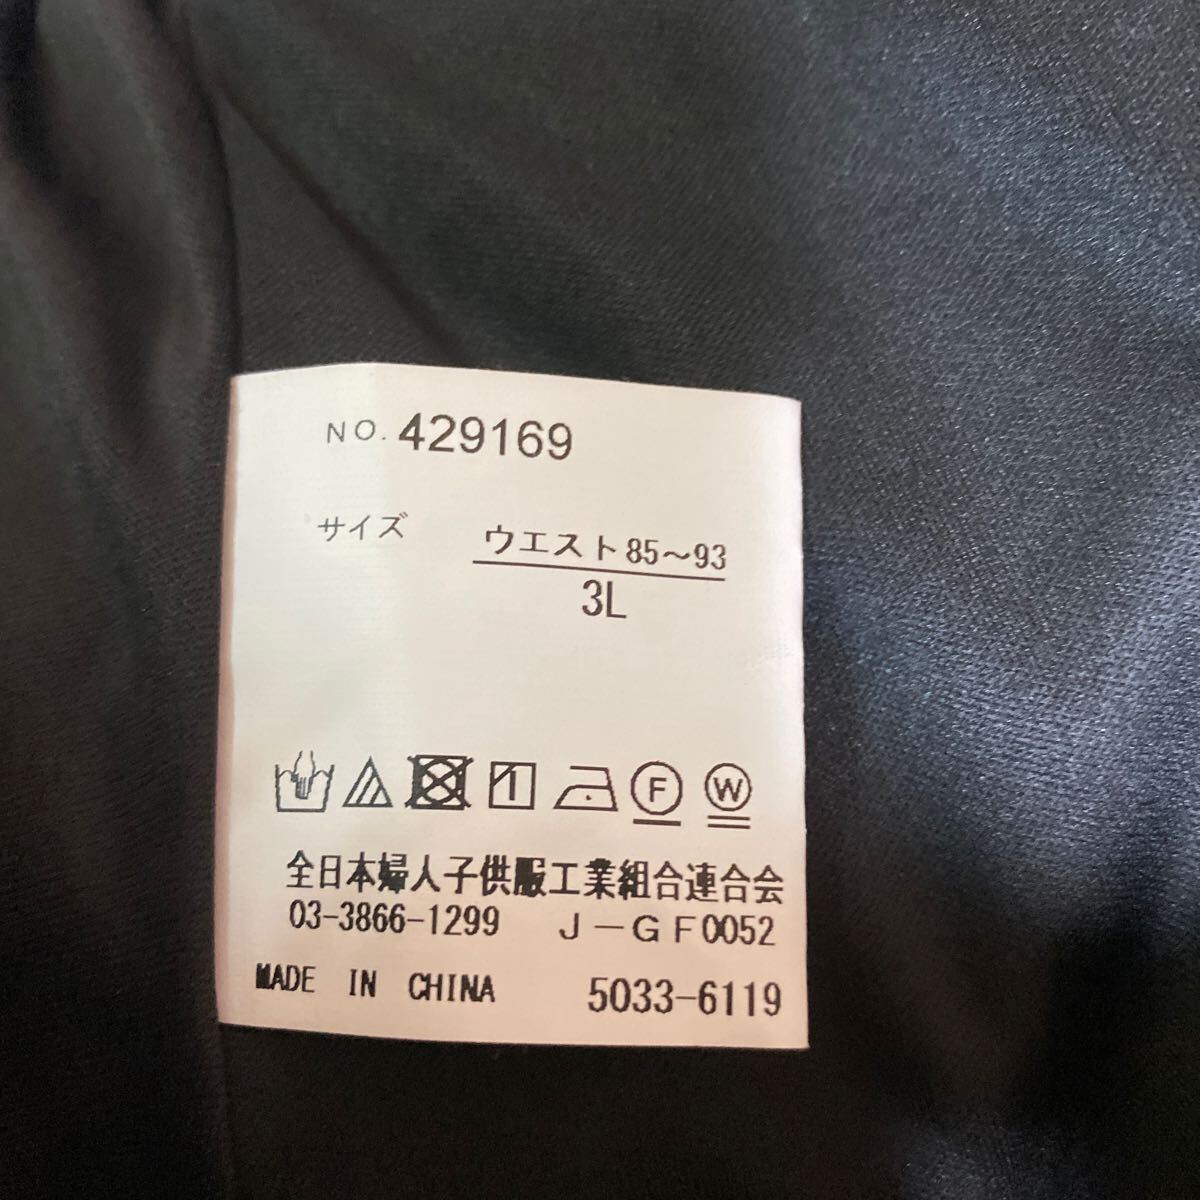 NO. 429169
サイズ ウエスト85～93
3L
F W
全日本婦人子供服工業組合連合会
03-3866-1299 J－GF0052
MADE IN CHINA 5033-6119